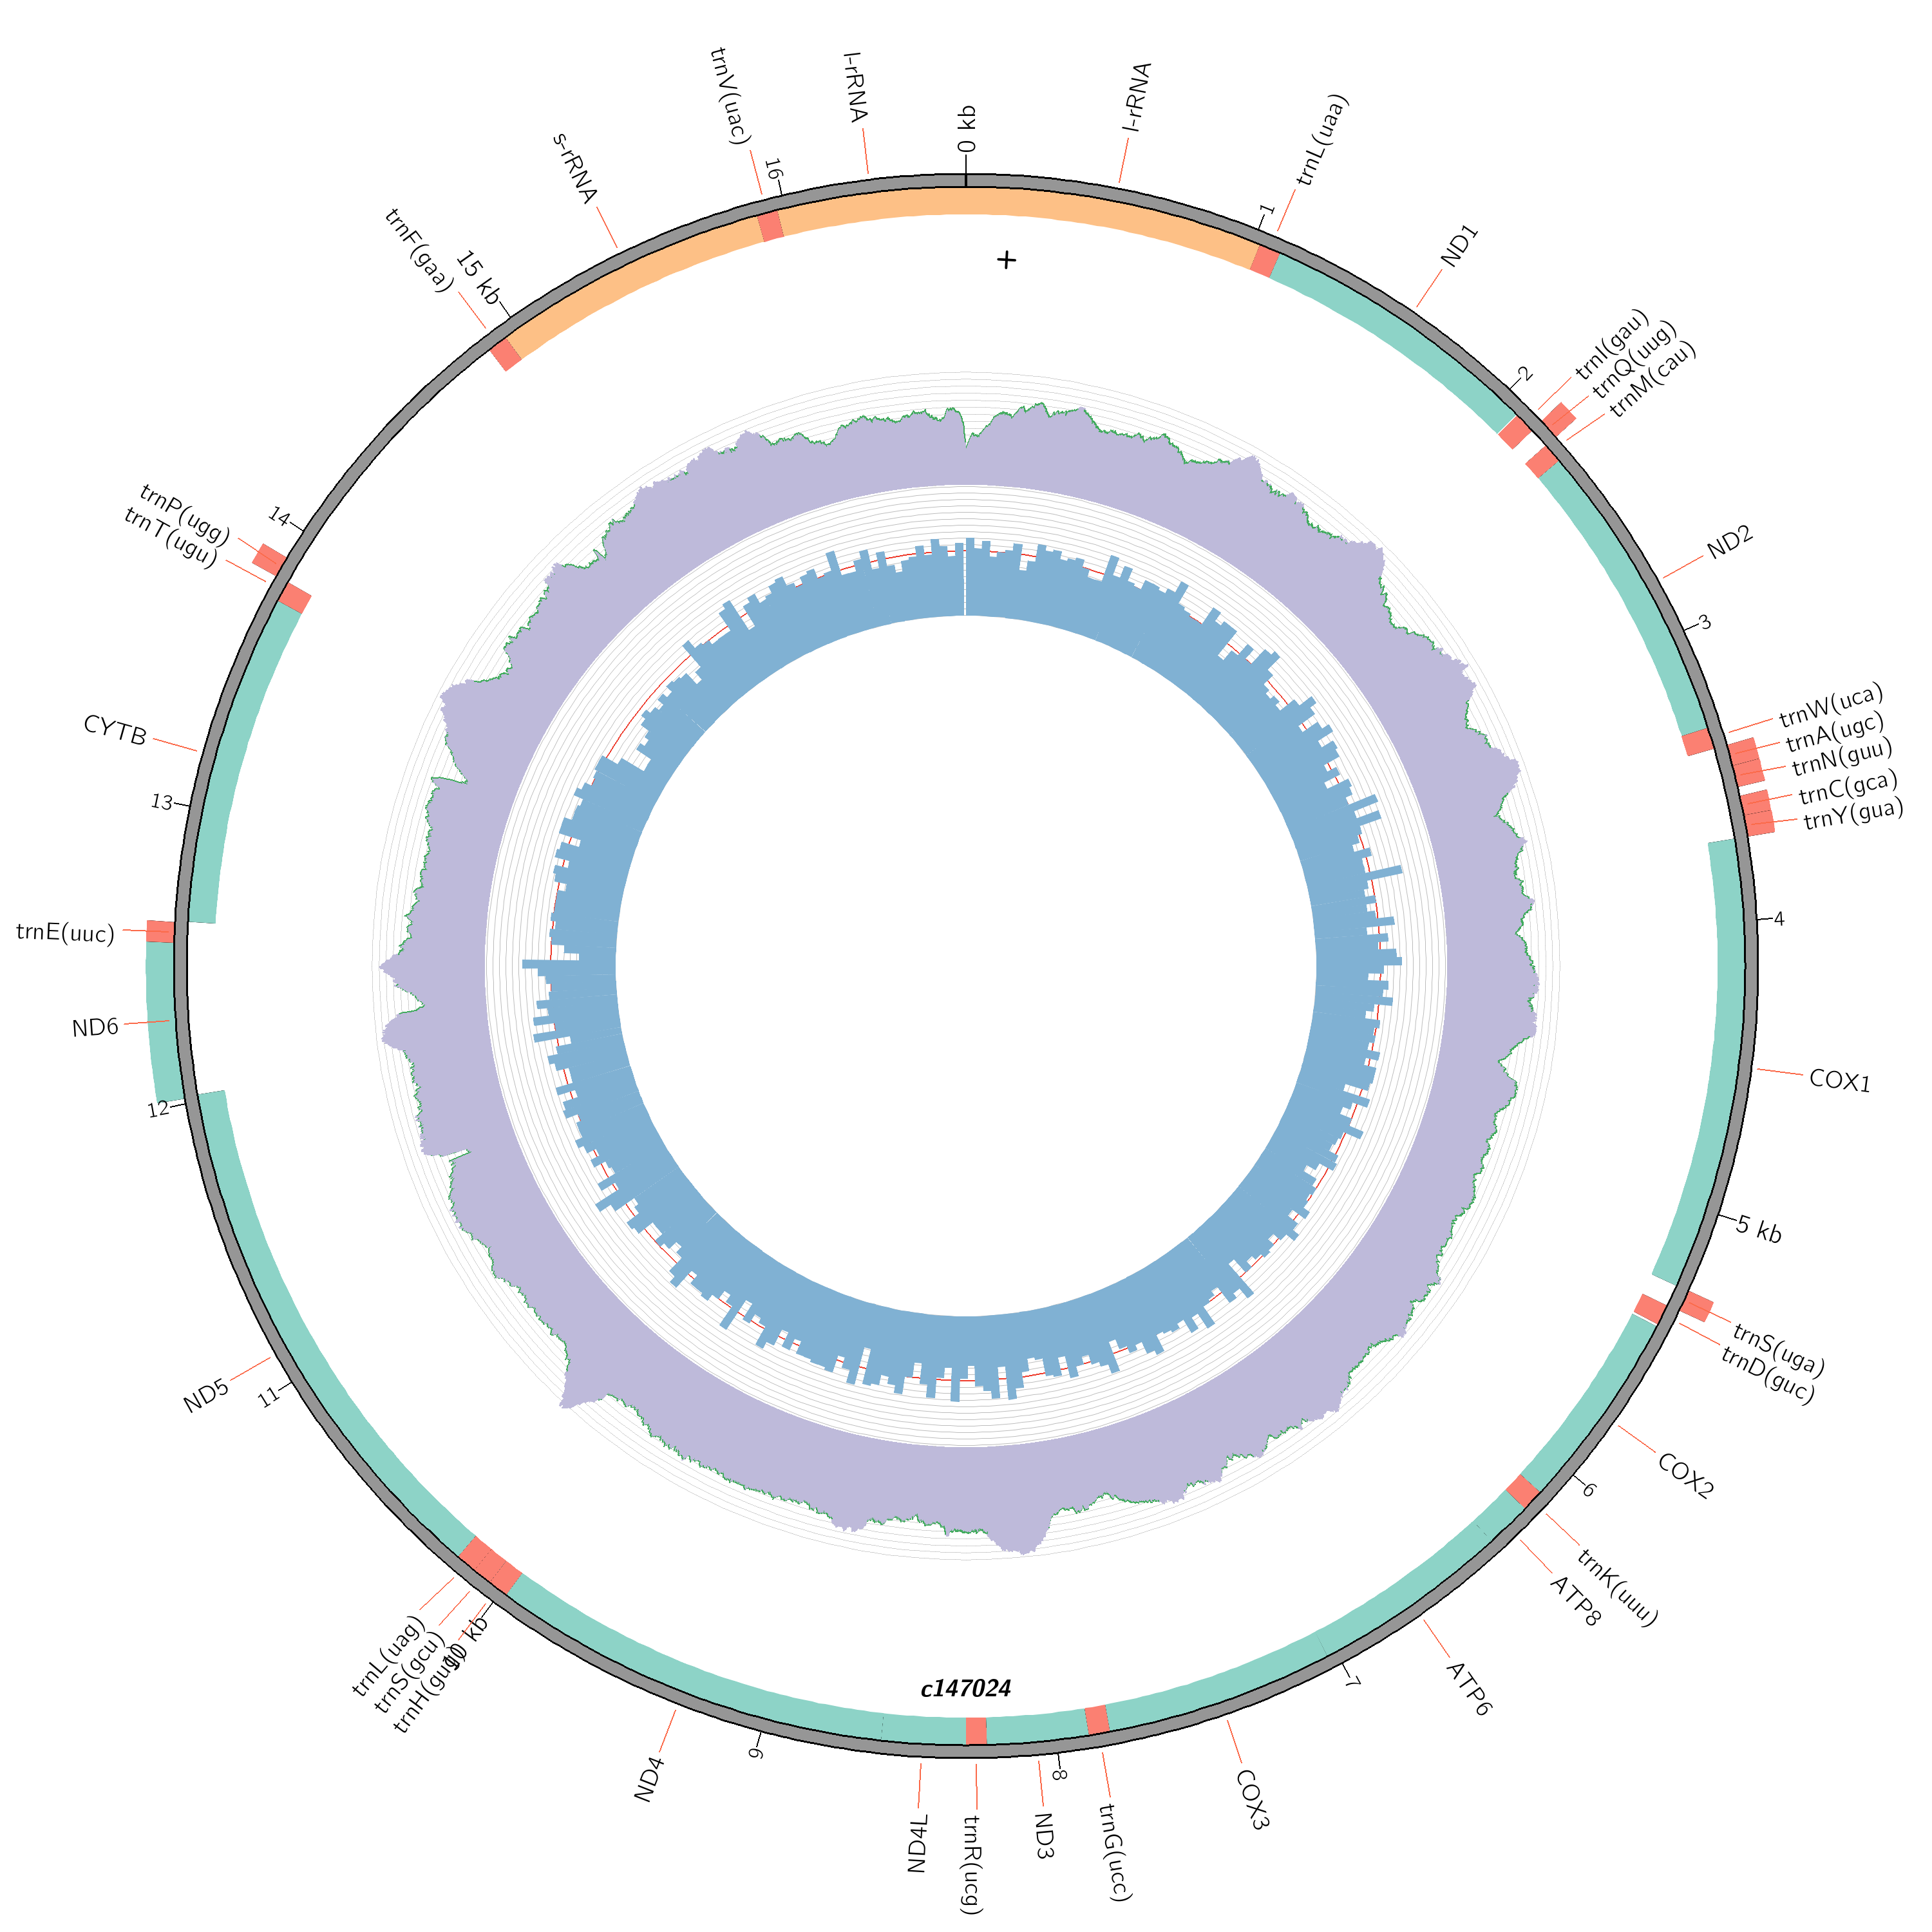 0 kb
l-rRNA
trnL(uaa)
1
ND1
2
trnI(gau)
trnQ(uug)
trnM(cau)
ND2
3
trnW(uca)
trnA(ugc)
trnN(guu)
trnC(gca)
trnY(gua)
4
COX1
5 kb
trnS(uga)
trnD(guc)
COX2
6
trnK(uuu)
ATP8
ATP6
7
COX3
trnG(ucc)
8
ND3
trnR(ucg)
ND4L
9
ND4
10 kb
trnH(gug)
trnS(gcu)
trnL(uag)
11
ND5
12
ND6
trnE(uuc)
13
CYTB
trnT(ugu)
trnP(ugg)
14
trnF(gaa)
15 kb
s-rRNA
trnV(uac)
16
l-rRNA
+
c147024